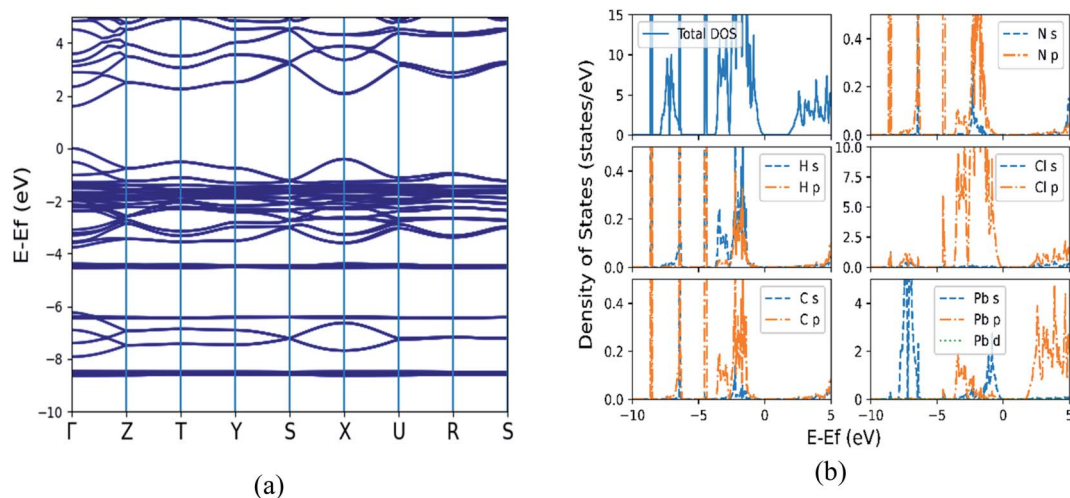 E-Ef (eV)
4
2
0
−2
−4
−6
−8
−10
Γ Z T Y S X U R S
(a)
Density of States (states/eV)
15
10
5
0
Total DOS
0.4
0.2
0.0
N s
N p
0.4
0.2
0.0
H s
H p
10.0
7.5
5.0
2.5
0.0
Cl s
Cl p
0.4
0.2
0.0
C s
C p
4
2
0
Pb s
Pb p
Pb d
−10 −5 0 5
−10 −5 0 5
E-Ef (eV)
(b)